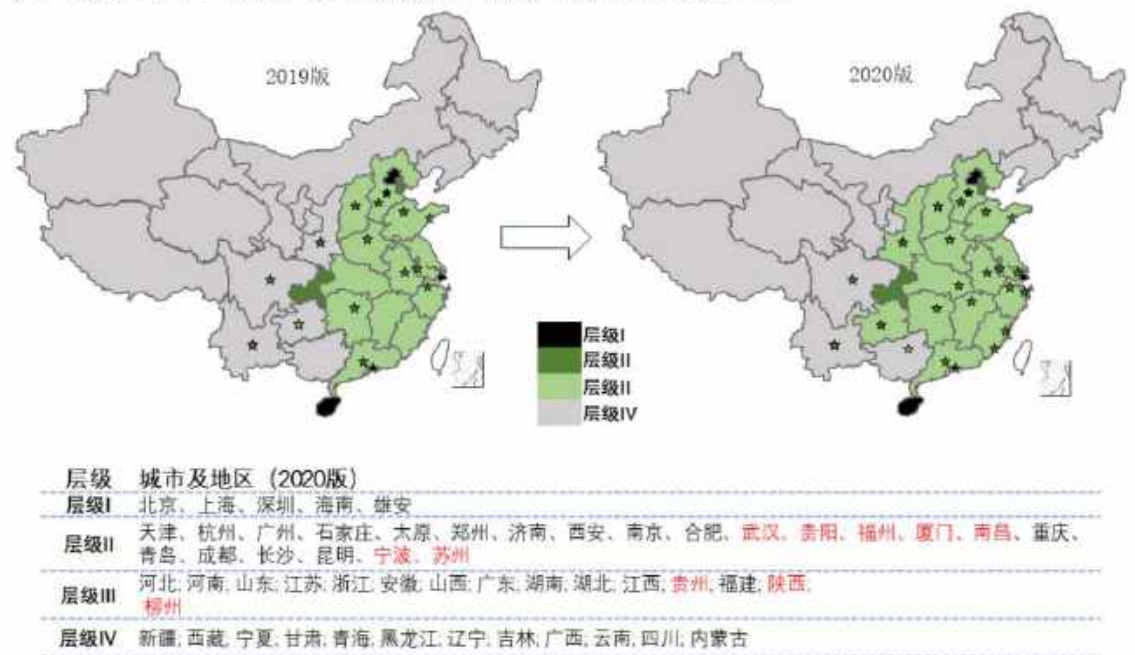 2019版
2020版
层级I
层级II
层级II
层级IV
层级 城市及地区（2020版）
层级I 北京、上海、深圳、海南、雄安
层级II 天津、杭州、广州、石家庄、太原、郑州、济南、西安、南京、合肥、武汉、贵阳、福州、厦门、南昌、重庆、
青岛、成都、长沙、昆明、宁波、苏州
层级III 河北, 河南, 山东, 江苏, 浙江, 安徽, 山西, 广东, 湖南, 湖北, 江西, 贵州, 福建, 陕西,
柳州
层级IV 新疆, 西藏, 宁夏, 甘肃, 青海, 黑龙江, 辽宁, 吉林, 广西, 云南, 四川, 内蒙古